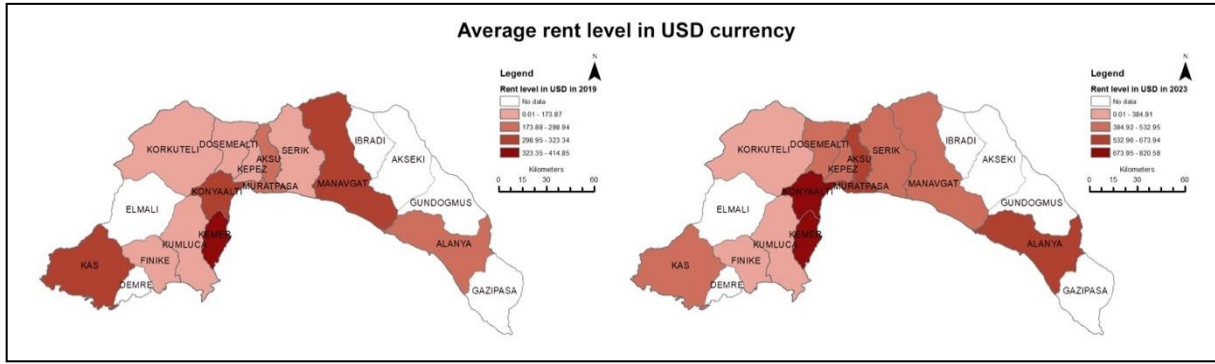 Average rent level in USD currency
N
Legend
Rent level in USD in 2019
No data
0.01 - 173.87
173.88 - 298.94
298.95 - 323.34
323.35 - 414.85
Kilometers
0 15 30 60
IBRADI
DOSEMEALTI
KORKUTELI
SERIK
AKSEKI
AKSU
KEPEZ
MANAVGAT
KONYAALTI
MURATPASA
GUNDOGMUS
ELMALI
KEMER
KUMLUCA
ALANYA
KAS
FINIKE
DEMRE
GAZIPASA
N
Legend
Rent level in USD in 2023
No data
0.01 - 384.91
384.92 - 532.95
532.96 - 673.94
673.95 - 820.58
Kilometers
0 15 30 60
IBRADI
DOSEMEALTI
KORKUTELI
SERIK
AKSEKI
AKSU
KEPEZ
MANAVGAT
KONYAALTI
MURATPASA
GUNDOGMUS
ELMALI
KEMER
KUMLUCA
ALANYA
KAS
FINIKE
DEMRE
GAZIPASA